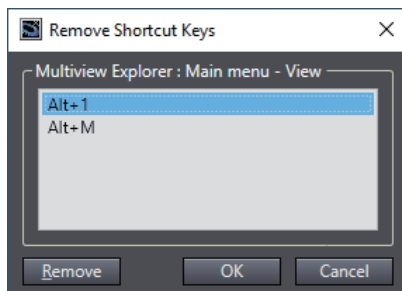 Remove Shortcut Keys
Multiview Explorer : Main menu - View
Alt+1
Alt+M
Remove OK Cancel